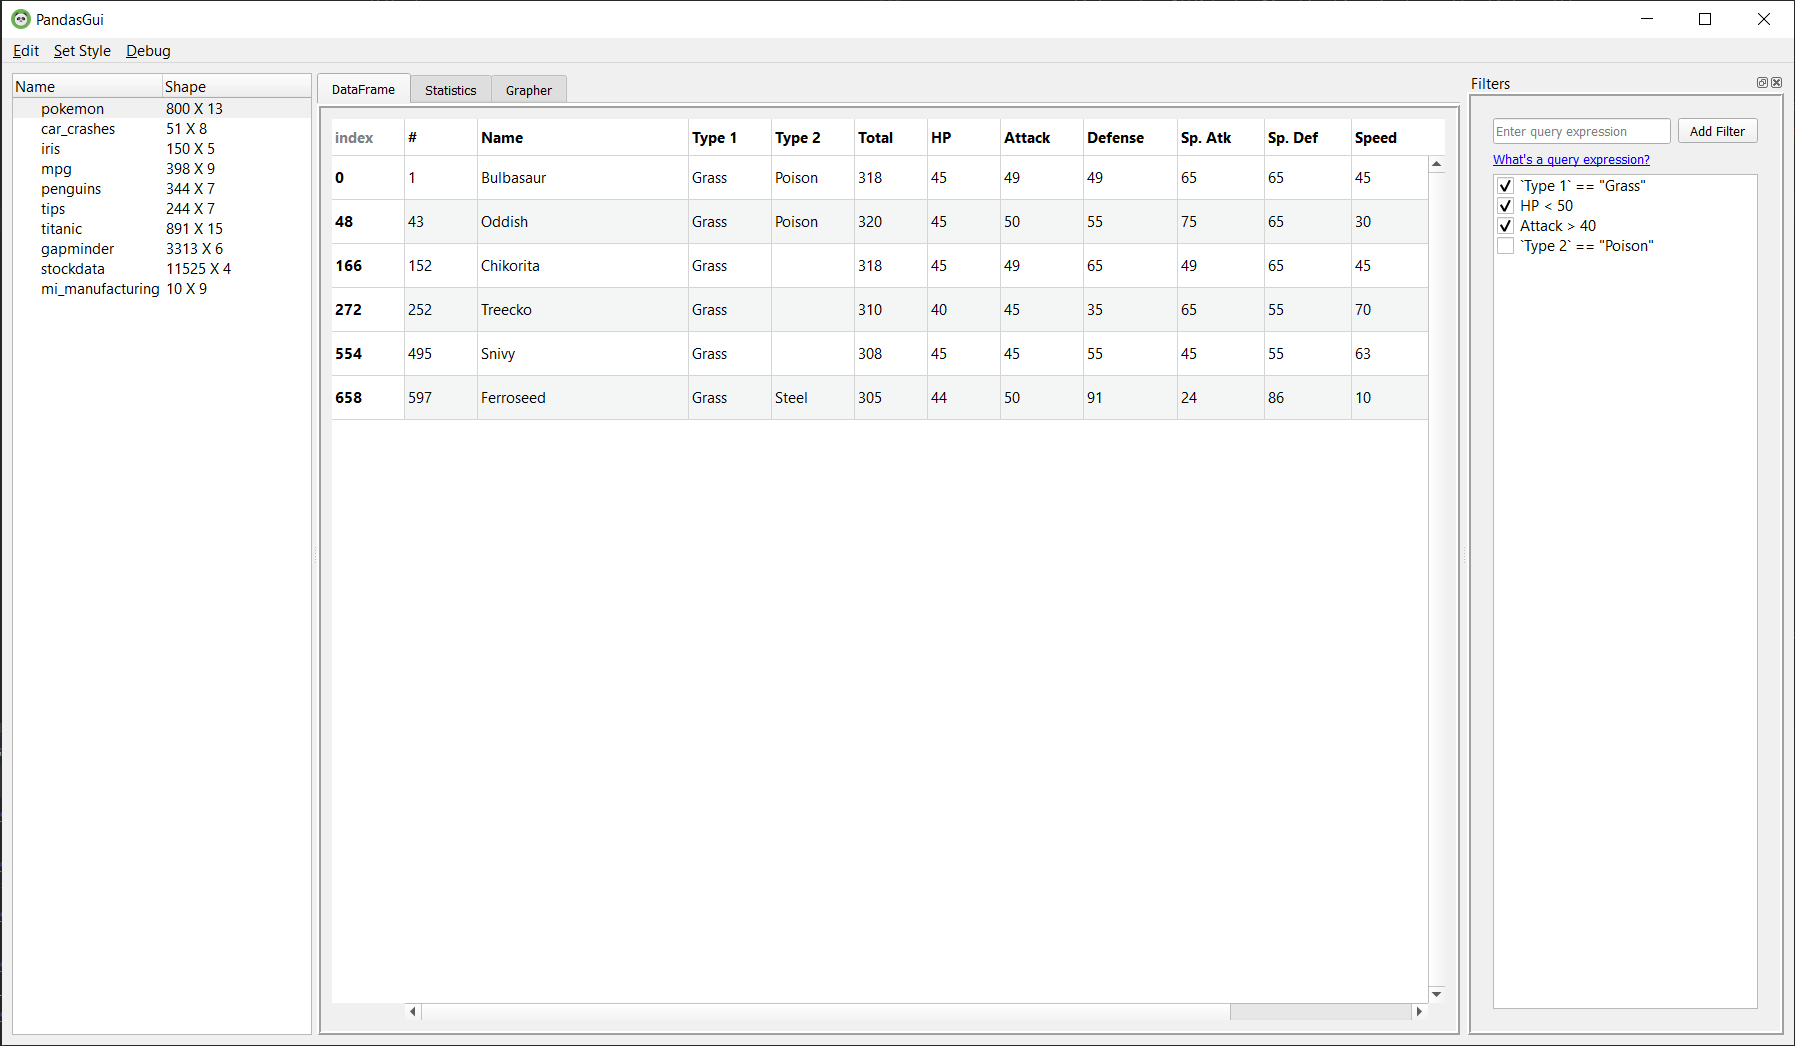 PandasGui
Edit Set Style Debug
Name Shape
pokemon 800 X 13
car_crashes 51 X 8
iris 150 X 5
mpg 398 X 9
penguins 344 X 7
tips 244 X 7
titanic 891 X 15
gapminder 3313 X 6
stockdata 11525 X 4
mi_manufacturing 10 X 9
DataFrame Statistics Grapher
index # Name Type 1 Type 2 Total HP Attack Defense Sp. Atk Sp. Def Speed
0 1 Bulbasaur Grass Poison 318 45 49 49 65 65 45
48 43 Oddish Grass Poison 320 45 50 55 75 65 30
166 152 Chikorita Grass 318 45 49 65 49 65 45
272 252 Treecko Grass 310 40 45 35 65 55 70
554 495 Snivy Grass 308 45 45 55 45 55 63
658 597 Ferroseed Grass Steel 305 44 50 91 24 86 10
Filters
Enter query expression Add Filter
What's a query expression?
`Type 1` == "Grass"
HP < 50
Attack > 40
`Type 2` == "Poison"